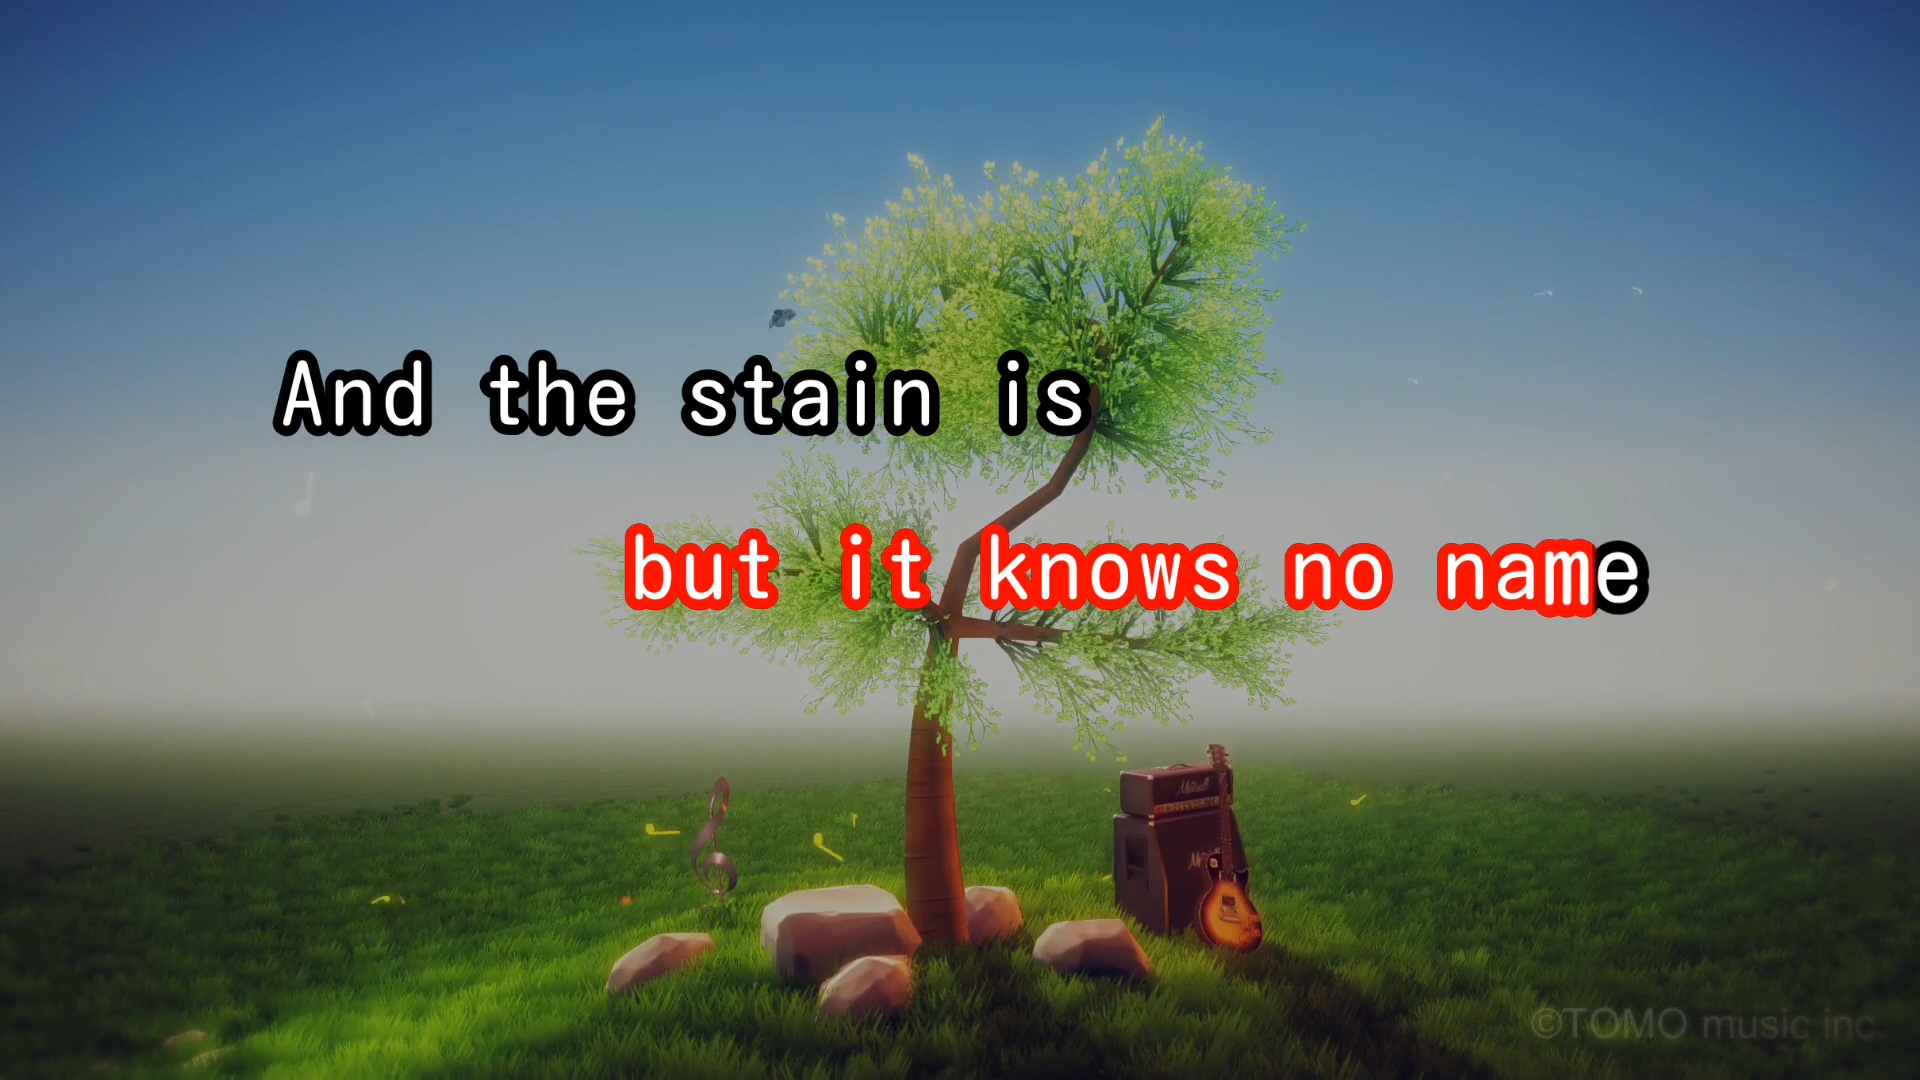 And the stain is
but it knows no name
©TOMO music inc.